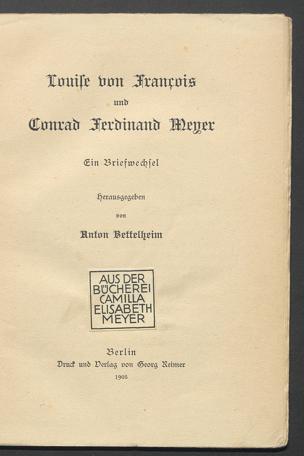 Louise von François
und
Conrad Ferdinand Meyer
Ein Briefwechsel
Herausgegeben
von
Anton Bettelheim
AUS DER
BÜCHEREI
CAMILLA
ELISABETH
MEYER
Berlin
Druck und Verlag von Georg Reimer
1905